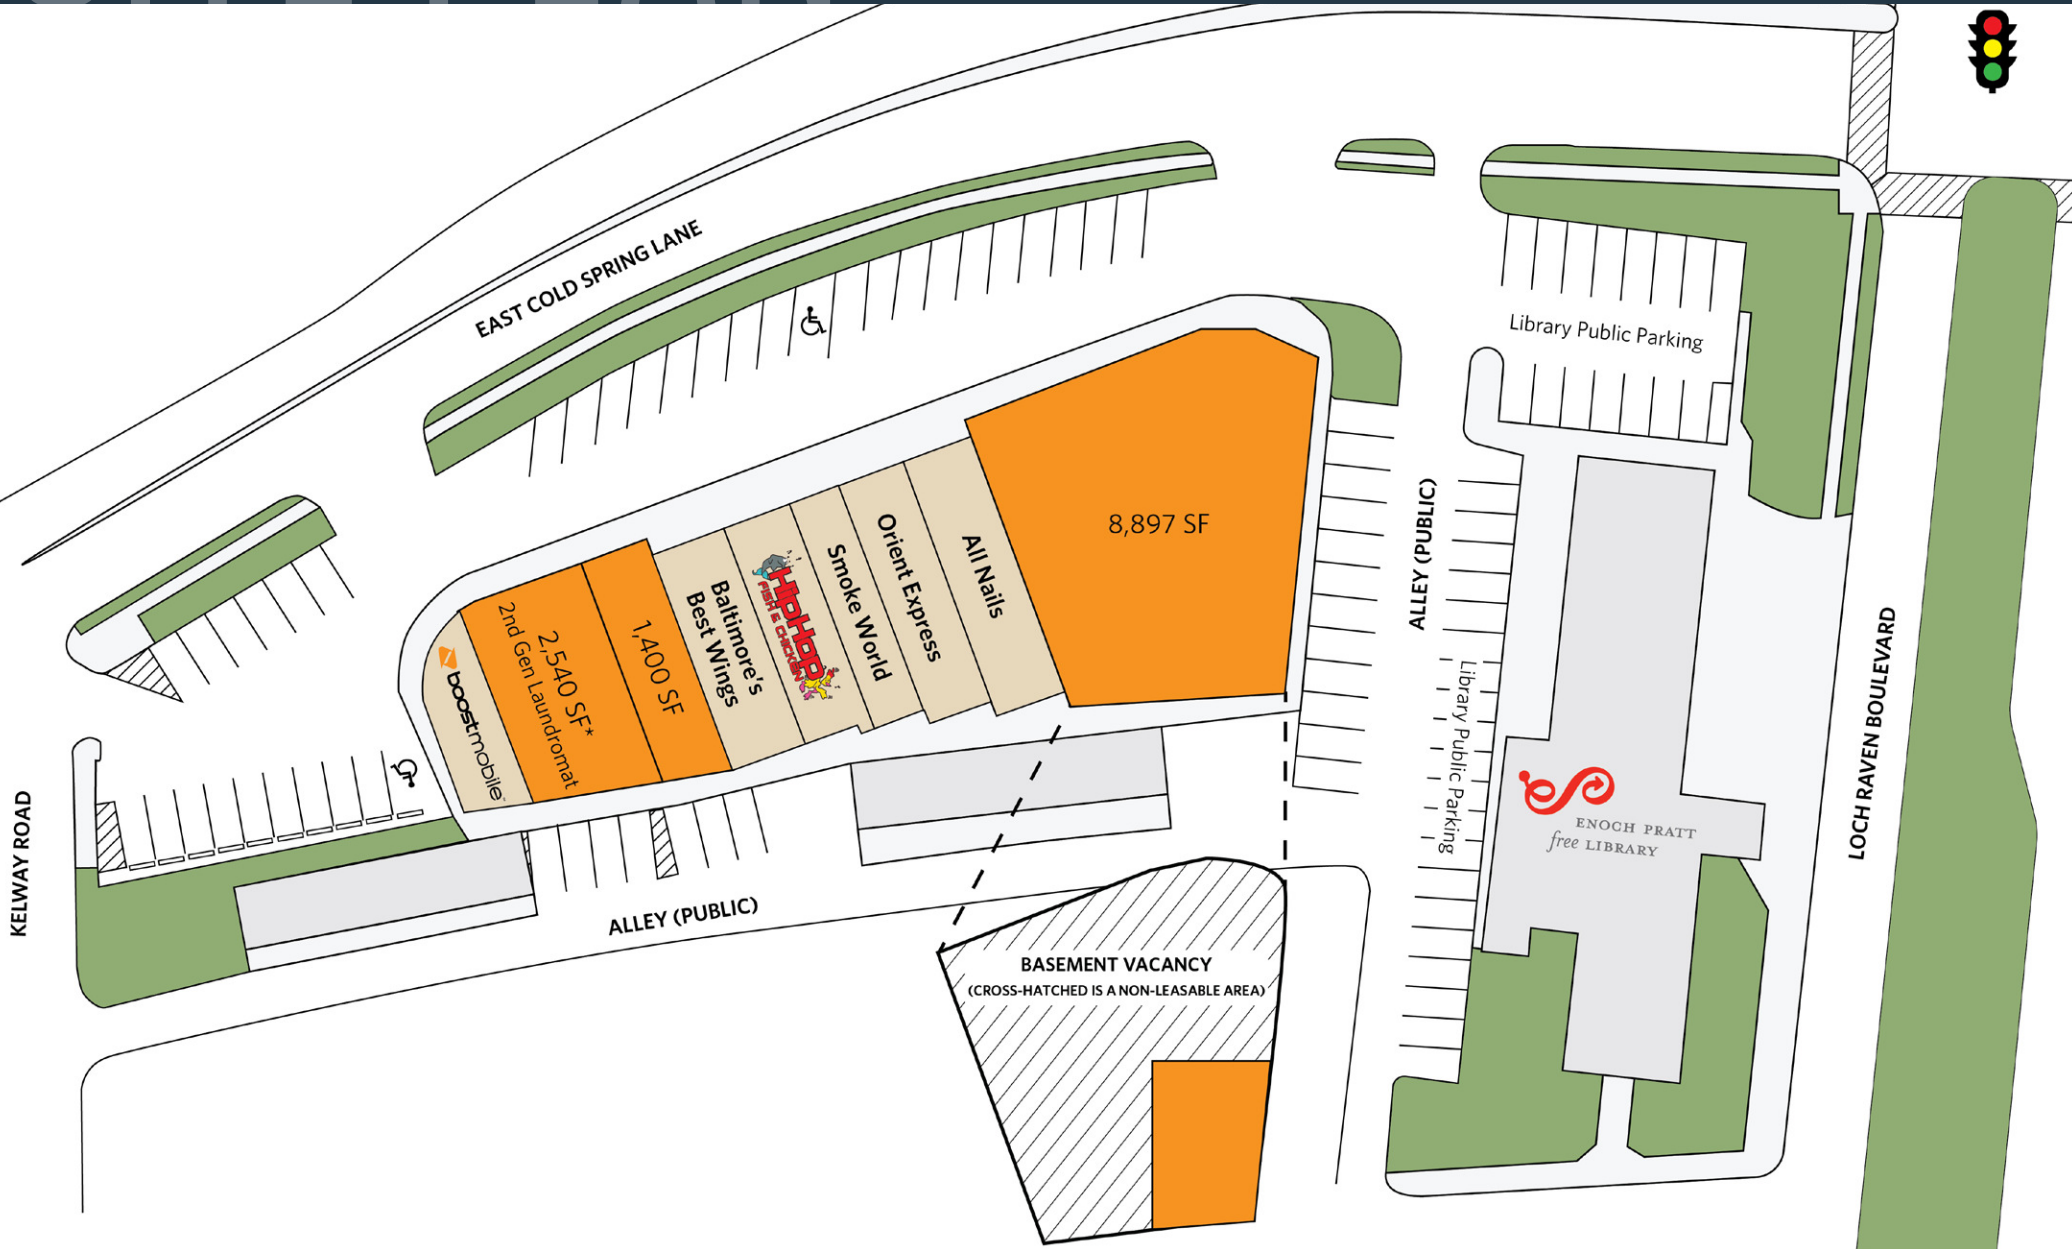 EAST COLD SPRING LANE
Library Public Parking
8,897 SF
ALLEY (PUBLIC)
All Nails
Orient Express
Smoke World
HipHop
FISH & CHICKEN
Baltimore's
Best Wings
1,400 SF
2,540 SF*
2nd Gen Laundromat
boostmobile
Library Public Parking
LOCH RAVEN BOULEVARD
ENOCH PRATT
free LIBRARY
KELWAY ROAD
ALLEY (PUBLIC)
BASEMENT VACANCY
(CROSS-HATCHED IS A NON-LEASABLE AREA)